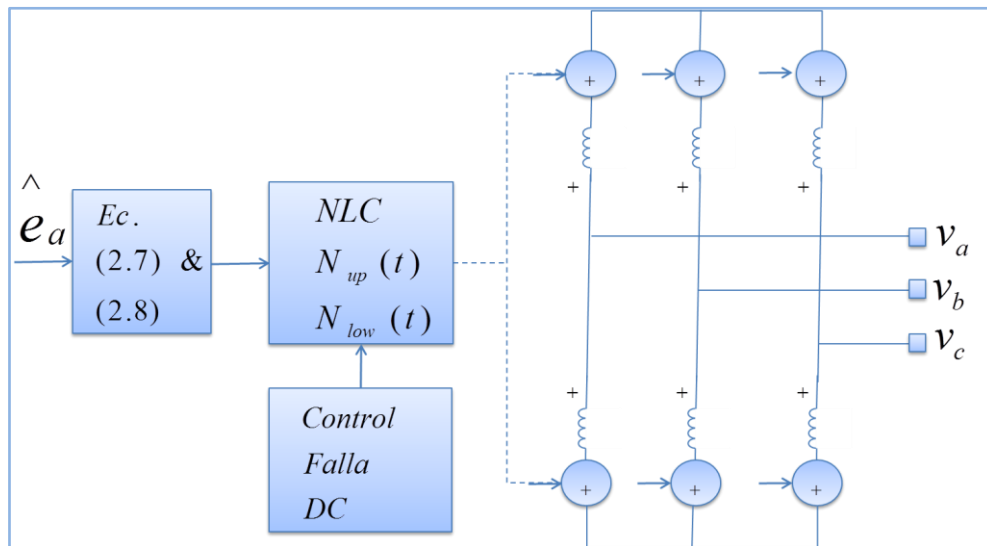 ^
e_a
Ec.
(2.7) &
(2.8)
NLC
N_up (t)
N_low (t)
Control
Falla
DC
+ + +
+ + +
v_a
v_b
v_c
+ + +
+ + +